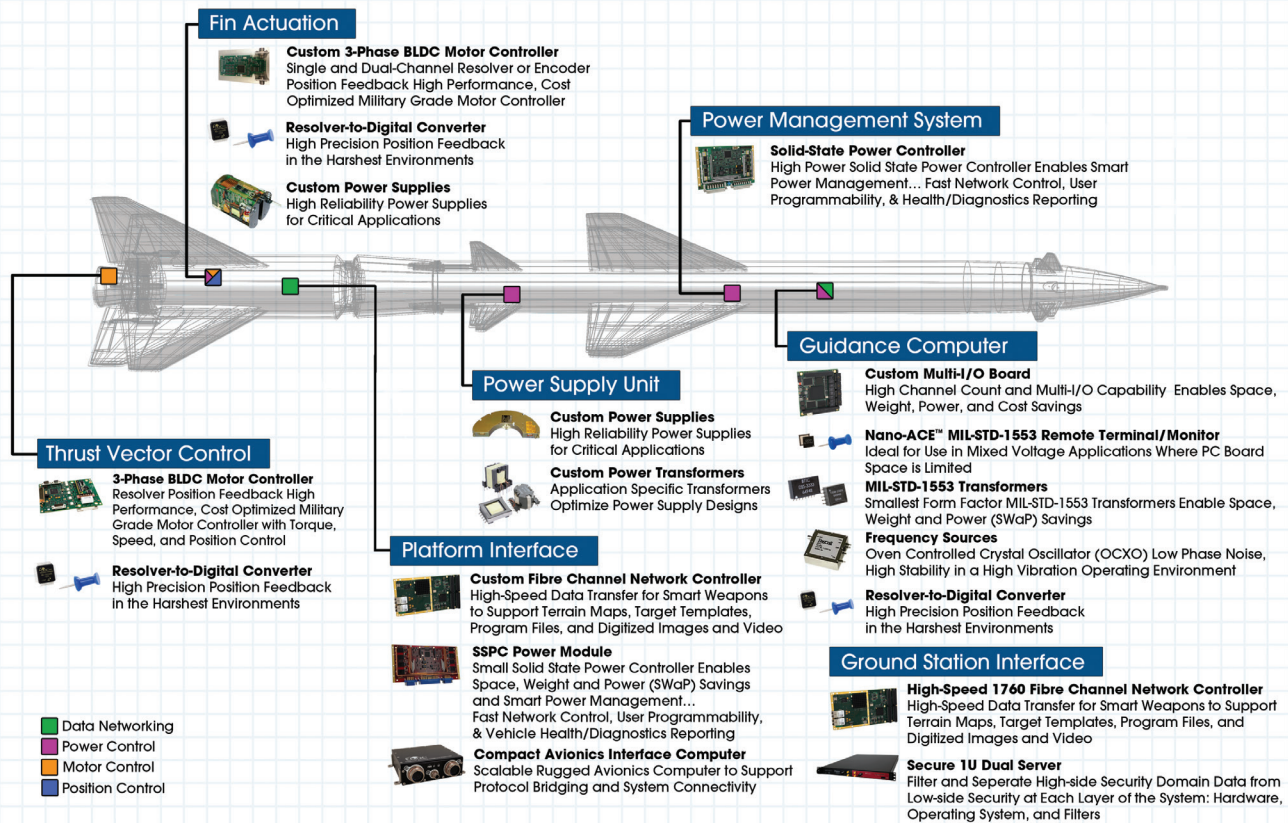 Fin Actuation
Custom 3-Phase BLDC Motor Controller
Single and Dual-Channel Resolver or Encoder
Position Feedback High Performance, Cost
Optimized Military Grade Motor Controller
Resolver-to-Digital Converter
High Precision Position Feedback
in the Harshest Environments
Custom Power Supplies
High Reliability Power Supplies
for Critical Applications
Power Management System
Solid-State Power Controller
High Power Solid State Power Controller Enables Smart
Power Management... Fast Network Control, User
Programmability, & Health/Diagnostics Reporting
Thrust Vector Control
3-Phase BLDC Motor Controller
Resolver Position Feedback High
Performance, Cost Optimized Military
Grade Motor Controller with Torque,
Speed, and Position Control
Resolver-to-Digital Converter
High Precision Position Feedback
in the Harshest Environments
Power Supply Unit
Custom Power Supplies
High Reliability Power Supplies
for Critical Applications
Custom Power Transformers
Application Specific Transformers
Optimize Power Supply Designs
Platform Interface
Custom Fibre Channel Network Controller
High-Speed Data Transfer for Smart Weapons
to Support Terrain Maps, Target Templates,
Program Files, and Digitized Images and Video
SSPC Power Module
Small Solid State Power Controller Enables
Space, Weight and Power (SWaP) Savings
and Smart Power Management...
Fast Network Control, User Programmability,
& Vehicle Health/Diagnostics Reporting
Compact Avionics Interface Computer
Scalable Rugged Avionics Computer to Support
Protocol Bridging and System Connectivity
Guidance Computer
Custom Multi-I/O Board
High Channel Count and Multi-I/O Capability Enables Space,
Weight, Power, and Cost Savings
Nano-ACE™ MIL-STD-1553 Remote Terminal/Monitor
Ideal for Use in Mixed Voltage Applications Where PC Board
Space is Limited
MIL-STD-1553 Transformers
Smallest Form Factor MIL-STD-1553 Transformers Enable Space,
Weight and Power (SWaP) Savings
Frequency Sources
Oven Controlled Crystal Oscillator (OCXO) Low Phase Noise,
High Stability in a High Vibration Operating Environment
Resolver-to-Digital Converter
High Precision Position Feedback
in the Harshest Environments
Ground Station Interface
High-Speed 1760 Fibre Channel Network Controller
High-Speed Data Transfer for Smart Weapons to Support
Terrain Maps, Target Templates, Program Files, and
Digitized Images and Video
Secure 1U Dual Server
Filter and Seperate High-side Security Domain Data from
Low-side Security at Each Layer of the System: Hardware,
Operating System, and Filters
Data Networking
Power Control
Motor Control
Position Control